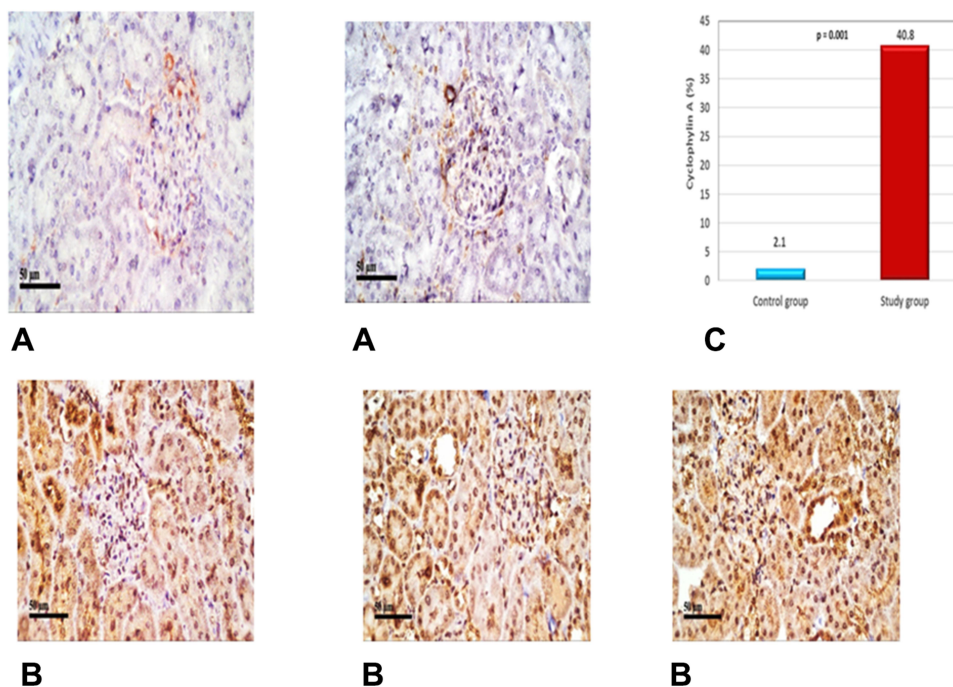 50 µm
A
50 µm
A
Cyclophylin A (%)
p = 0.001
45
40
35
30
25
20
15
10
5
0
2.1
40.8
Control group
Study group
C
50 µm
B
50 µm
B
50 µm
B